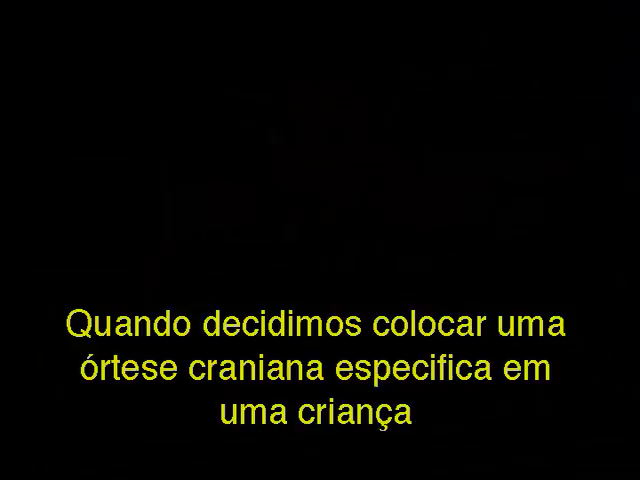 Quando decidimos colocar uma
órtese craniana especifica em
uma criança